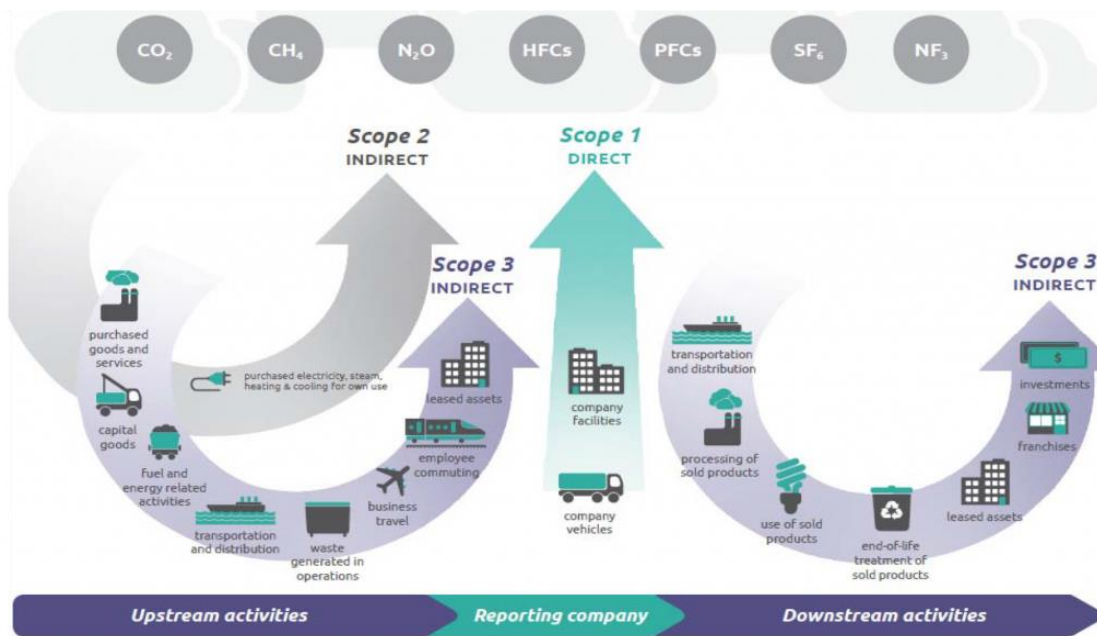 CO₂
CH₄
N₂O
HFCs
PFCs
SF₆
NF₃
Scope 2
INDIRECT
Scope 1
DIRECT
Scope 3
INDIRECT
Scope 3
INDIRECT
purchased
goods and
services
capital
goods
fuel and
energy related
activities
transportation
and distribution
waste
generated in
operations
business
travel
employee
commuting
leased assets
purchased electricity, steam,
heating & cooling for own use
company
facilities
company
vehicles
transportation
and distribution
processing of
sold products
use of sold
products
end-of-life
treatment of
sold products
leased assets
franchises
investments
$
Upstream activities
Reporting company
Downstream activities